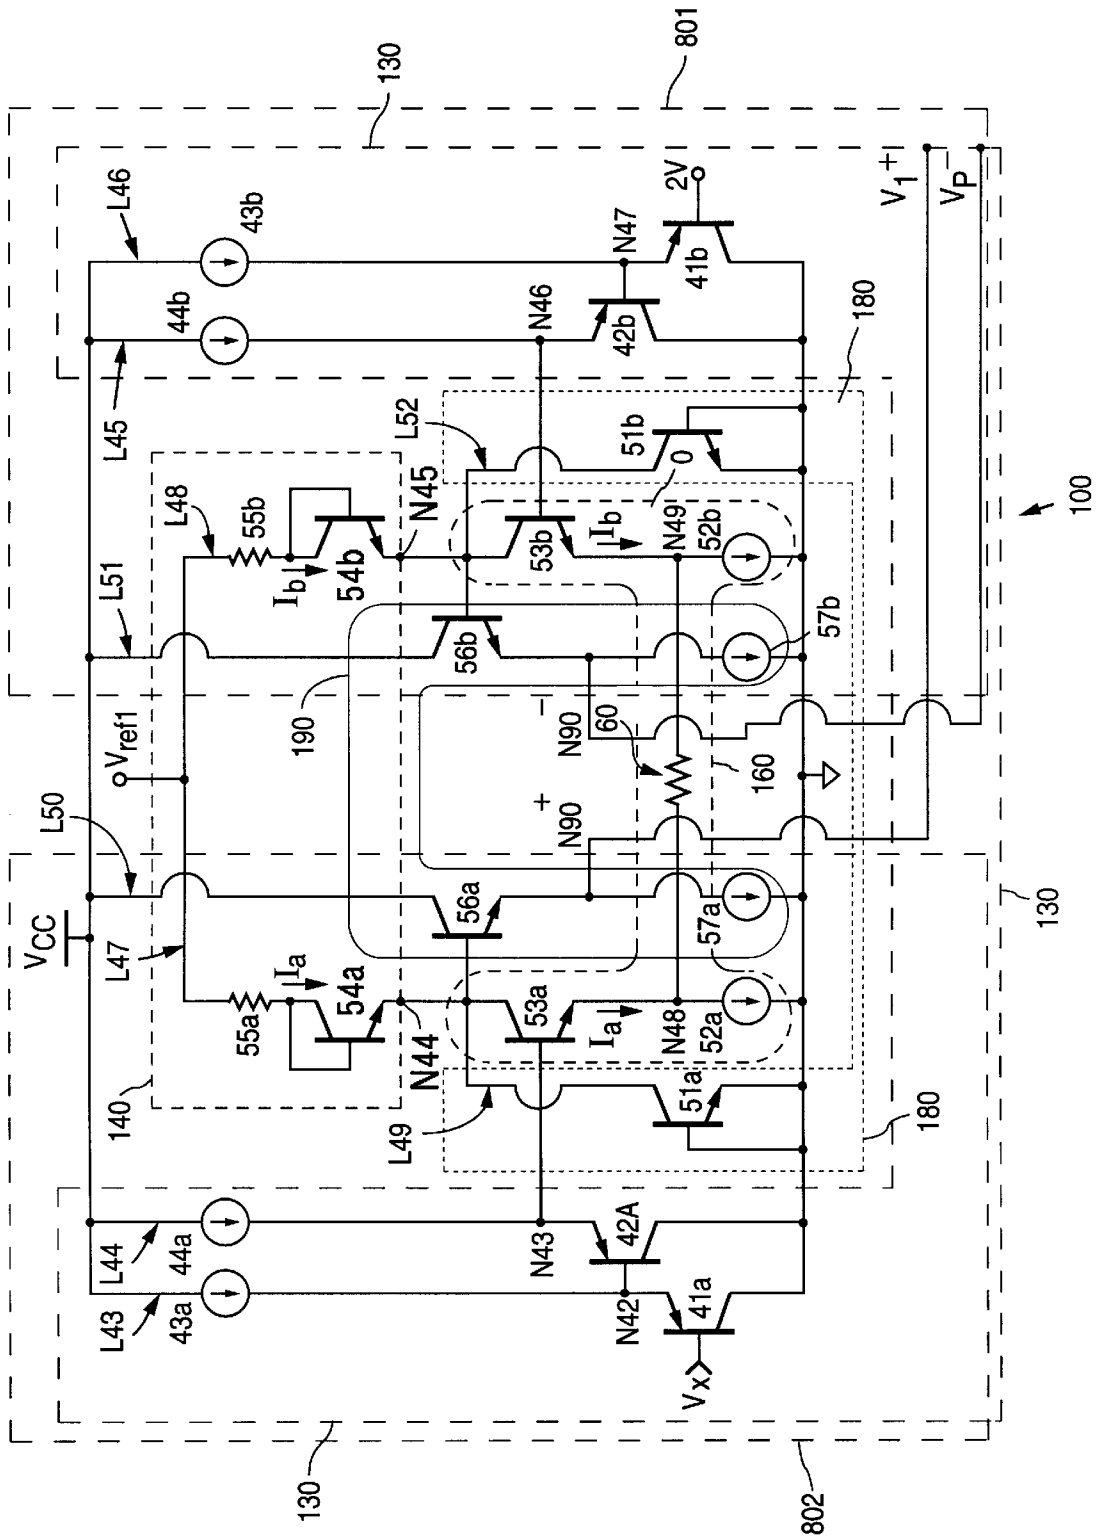 802
130
801
130
L43
L44
L47
L50
L51
L45
L46
VCC
Vref1
L48
43a
44a
140
55a
Ia
54a
190
55b
Ib
54b
44b
43b
N44
N45
L49
L52
56a
56b
53a
53b
N43
N46
N42
N47
42A
42b
41a
41b
Vx
2V
51a
51b
0
Ia
Ib
N48
N49
N90
+
N90
−
60
52a
57a
52b
57b
160
180
180
130
V1+
VP−
100